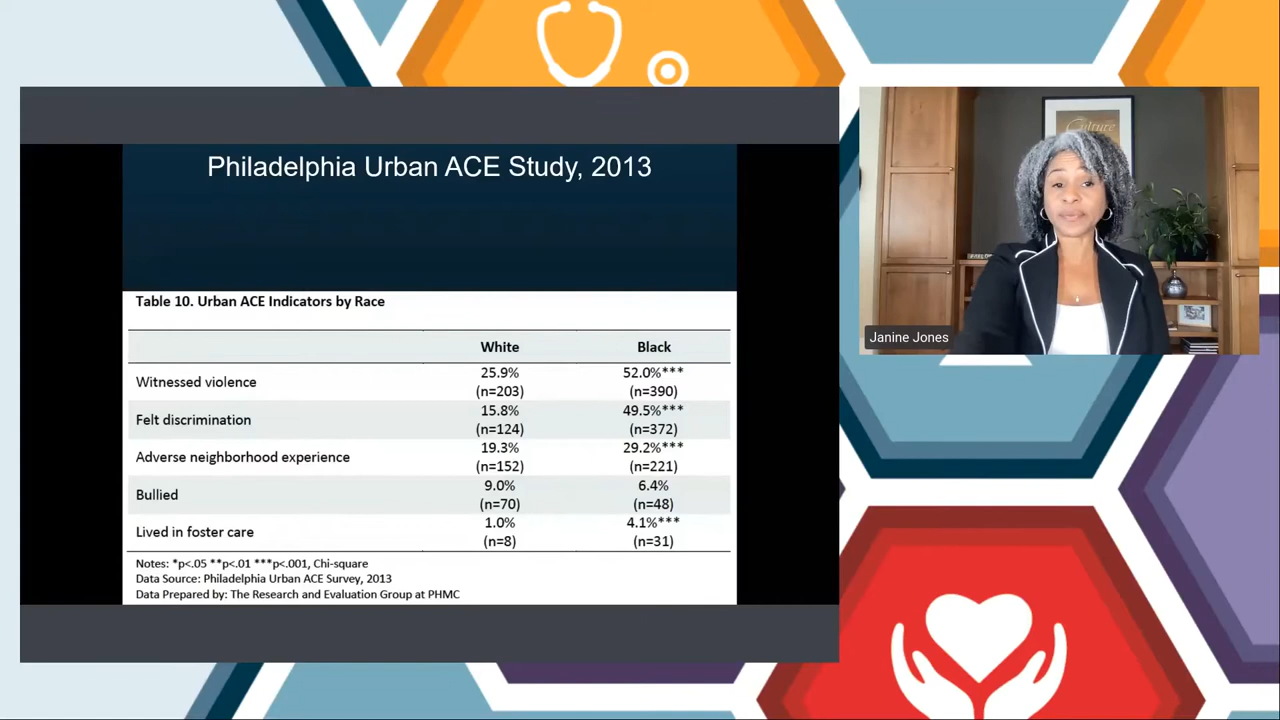 Philadelphia Urban ACE Study, 2013
Table 10. Urban ACE Indicators by Race
White Black
Witnessed violence 25.9% (n=203) 52.0%*** (n=390)
Felt discrimination 15.8% (n=124) 49.5%*** (n=372)
Adverse neighborhood experience 19.3% (n=152) 29.2%*** (n=221)
Bullied 9.0% (n=70) 6.4% (n=48)
Lived in foster care 1.0% (n=8) 4.1%*** (n=31)
Notes: *p<.05 **p<.01 ***p<.001, Chi-square
Data Source: Philadelphia Urban ACE Survey, 2013
Data Prepared by: The Research and Evaluation Group at PHMC
Culture
Janine Jones